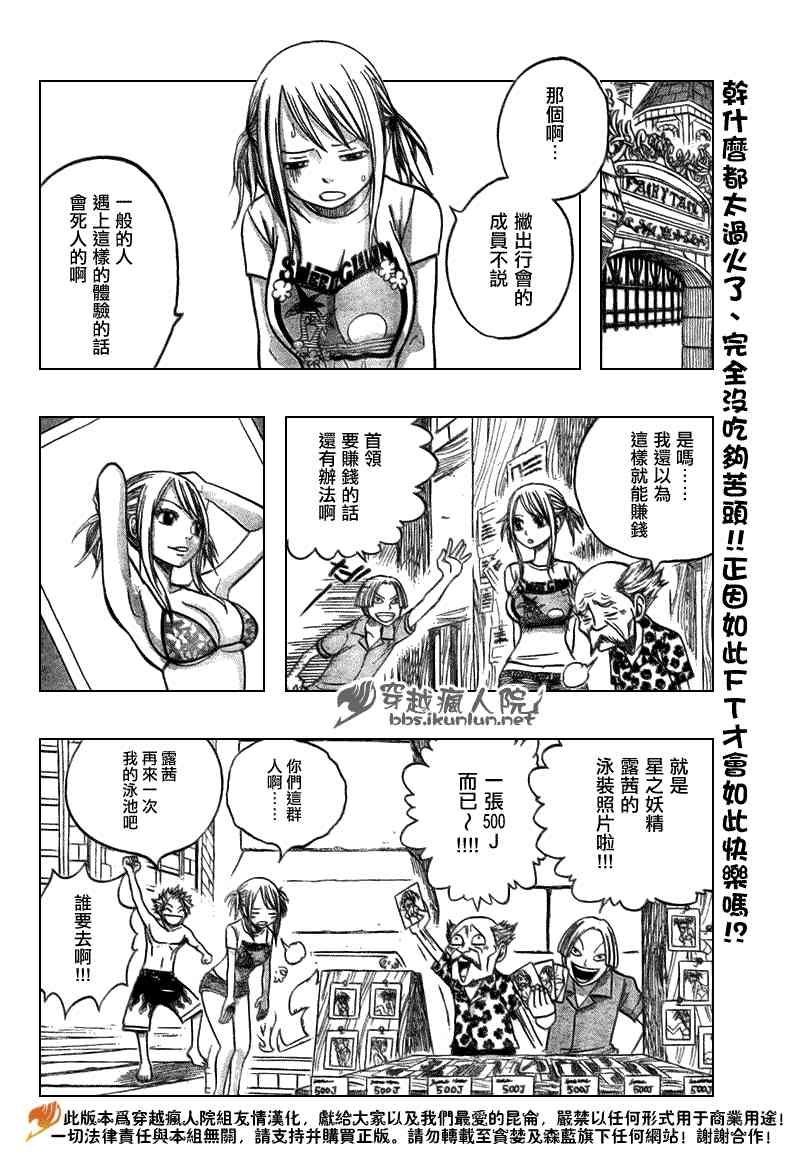 幹什麼都太過火了、完全沒吃夠苦頭!!正因如此FT才會如此快樂嗎!?
FAIRY TAIL
那個啊…
撇出行會的
成員不說
一般的人
遇上這樣的體驗的話
會死人的啊
是嗎……
我還以為
這樣就能賺錢
首領
要賺錢的話
還有辦法啊
穿越瘋人院
bbs.ikunlun.net
就是
星之妖精
露茜的
泳裝照片啦!!!
一張500J
而已~!!!!
你們這群
人啊……
露茜
再來一次
我的泳池吧
誰要去啊!!!
500J
500J
500J
500J
500J
此版本爲穿越瘋人院組友情漢化，獻給大家以及我們最愛的昆侖，嚴禁以任何形式用于商業用途！
一切法律責任與本組無關，請支持并購買正版。請勿轉載至貪婪及森藍旗下任何網站！謝謝合作！